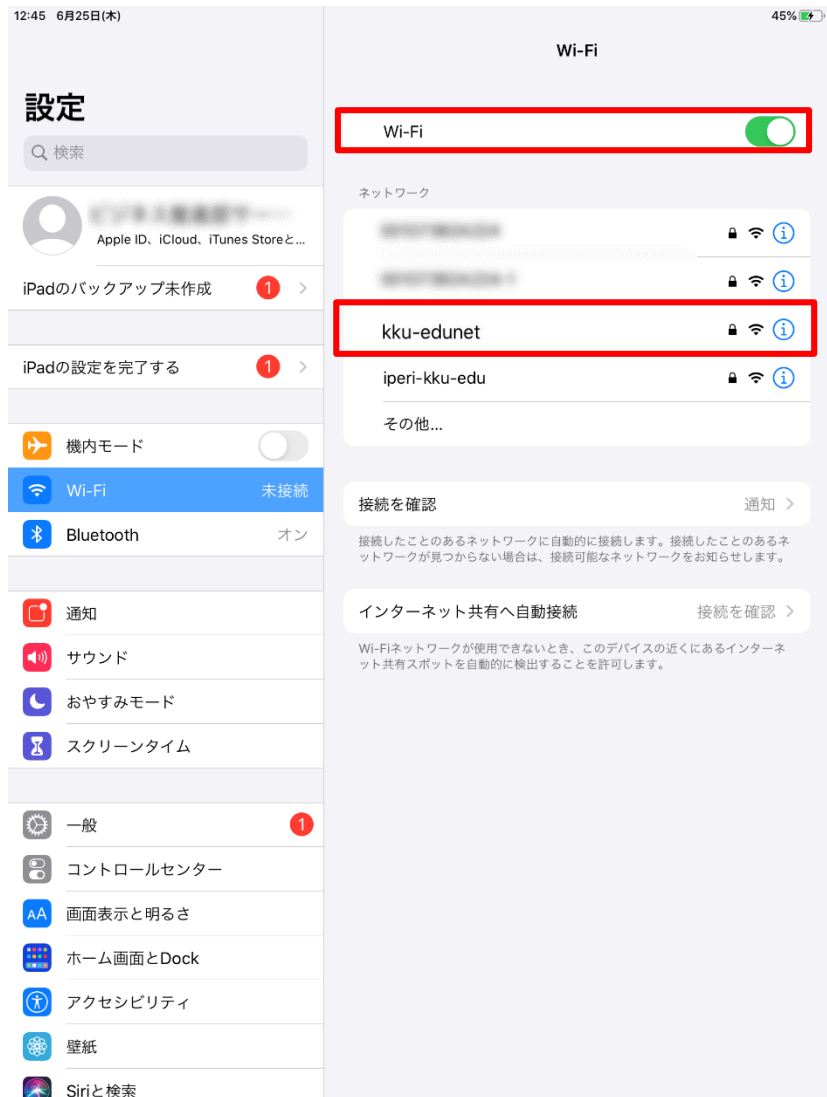 12:45 6月25日(木)
45%
設定
検索
Apple ID、iCloud、iTunes Storeと...
iPadのバックアップ未作成 1
iPadの設定を完了する 1
機内モード
Wi-Fi 未接続
Bluetooth オン
通知
サウンド
おやすみモード
スクリーンタイム
一般 1
コントロールセンター
AA 画面表示と明るさ
ホーム画面とDock
アクセシビリティ
壁紙
Siriと検索
Wi-Fi
Wi-Fi
ネットワーク
kku-edunet
iperi-kku-edu
その他...
接続を確認 通知
接続したことのあるネットワークに自動的に接続します。接続したことのあるネ
ットワークが見つからない場合は、接続可能なネットワークをお知らせします。
インターネット共有へ自動接続 接続を確認
Wi-Fiネットワークが使用できないとき、このデバイスの近くにあるインターネ
ット共有スポットを自動的に検出することを許可します。